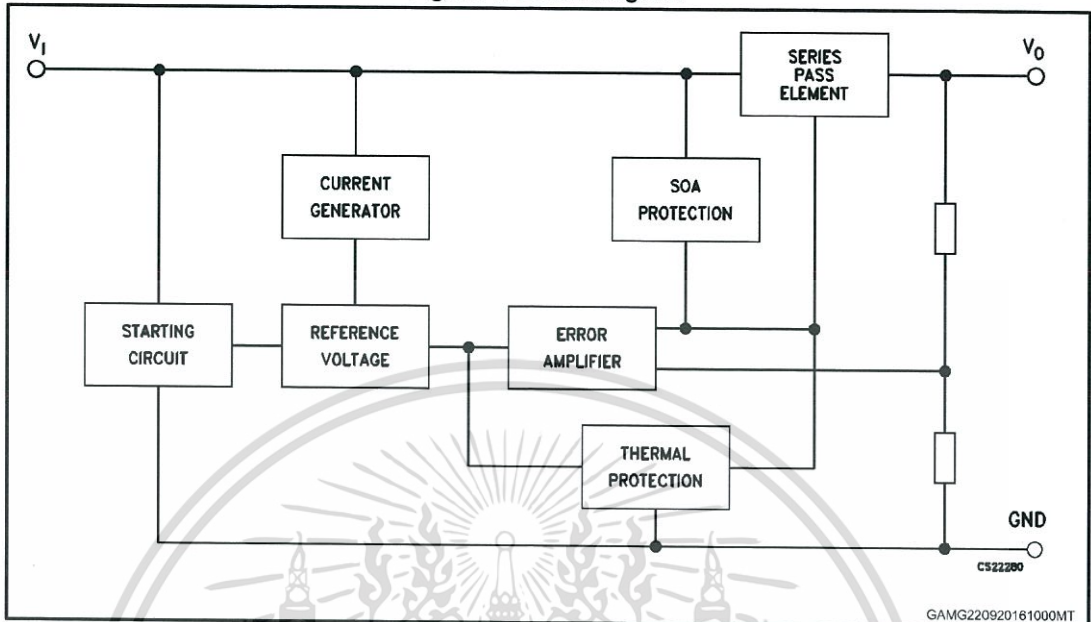 V_I
V_O
SERIES
PASS
ELEMENT
CURRENT
GENERATOR
SOA
PROTECTION
STARTING
CIRCUIT
REFERENCE
VOLTAGE
ERROR
AMPLIFIER
THERMAL
PROTECTION
GND
CS22280
GAMG220920161000MT